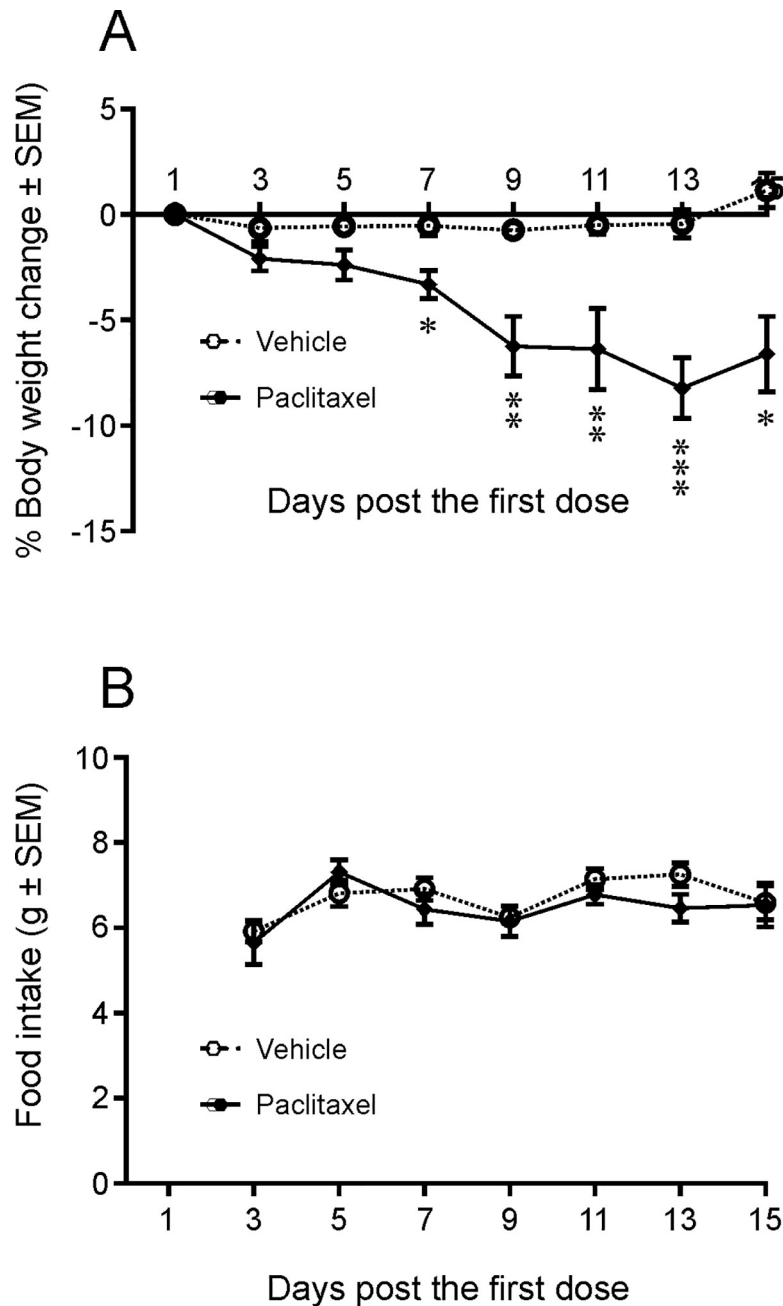 A
% Body weight change ± SEM)
5
0
-5
-10
-15
1 3 5 7 9 11 13 15
Vehicle
Paclitaxel
*
**
**
***
*
Days post the first dose
B
Food intake (g ± SEM)
10
8
6
4
2
0
Vehicle
Paclitaxel
1 3 5 7 9 11 13 15
Days post the first dose